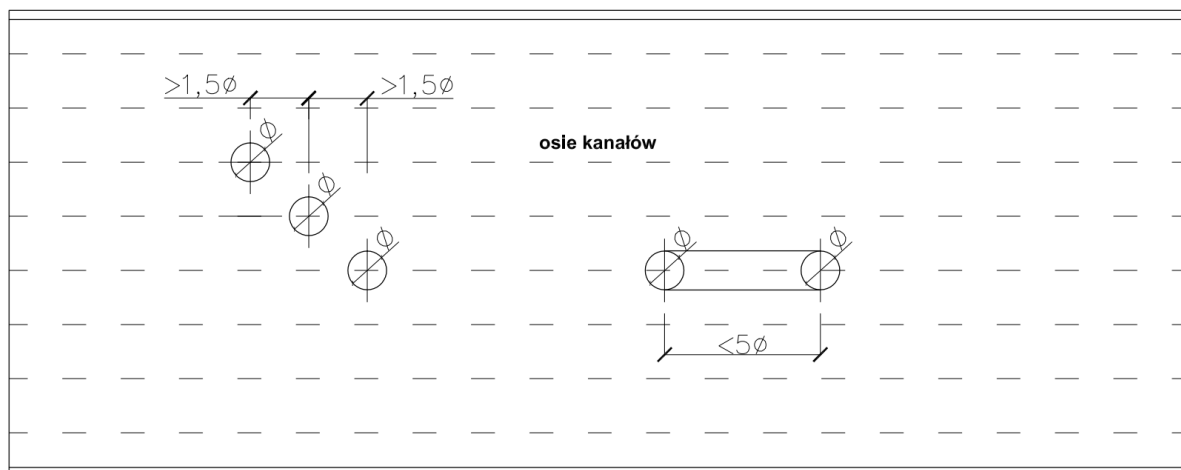 >1,5ø >1,5ø
ø
osie kanałów
ø
ø ø ø
<5ø